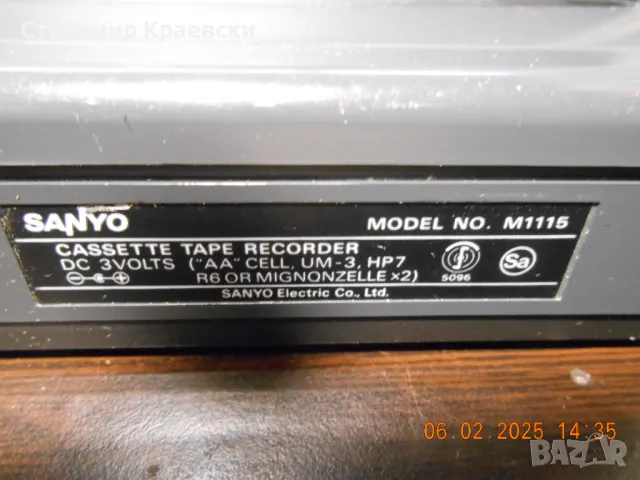 Станимир Краевски
SANYO MODEL NO. M1115
CASSETTE TAPE RECORDER
DC 3VOLTS ("AA" CELL, UM-3, HP7
R6 OR MIGNONZELLE ×2)
S 5096 Sa
SANYO Electric Co., Ltd.
06.02.2025 14:35
BAZAR